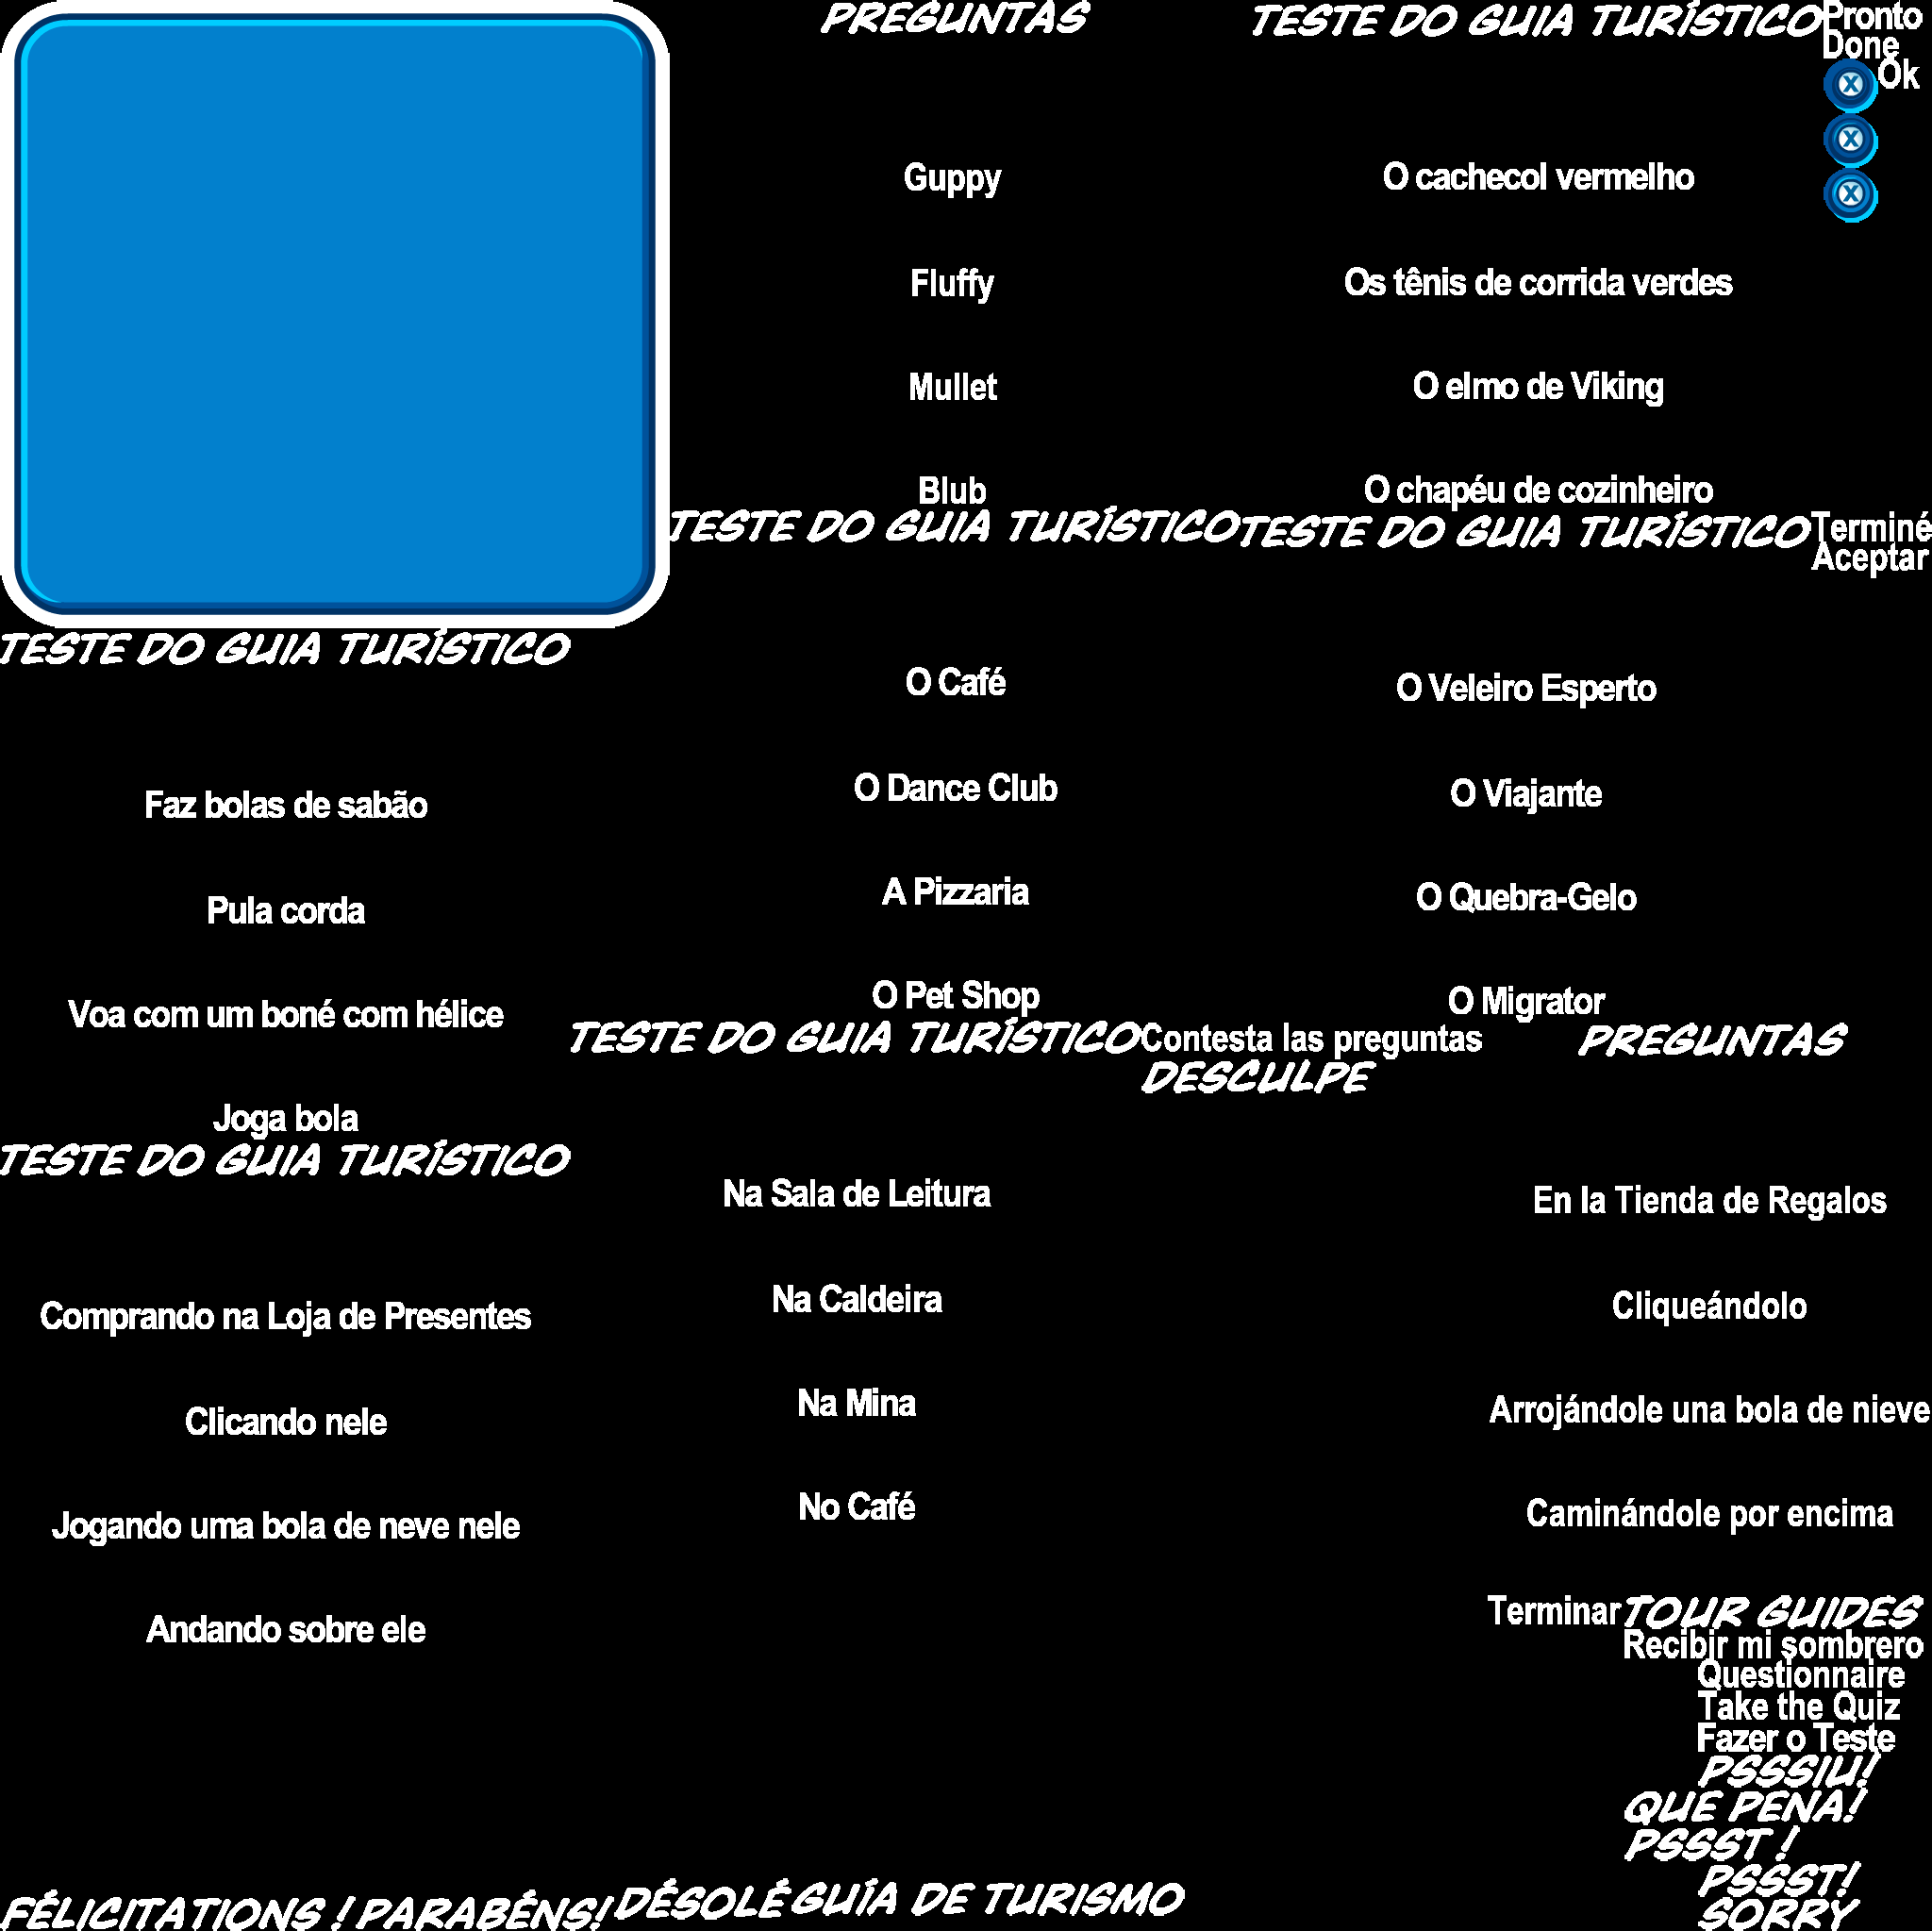 PREGUNTAS
TESTE DO GUIA TURÍSTICO
Pronto
Done
Ok
X
X
X
Guppy
O cachecol vermelho
Fluffy
Os tênis de corrida verdes
Mullet
O elmo de Viking
Blub
O chapéu de cozinheiro
TESTE DO GUIA TURÍSTICO
TESTE DO GUIA TURÍSTICO
Terminé
Aceptar
TESTE DO GUIA TURÍSTICO
O Café
O Veleiro Esperto
Faz bolas de sabão
O Dance Club
O Viajante
Pula corda
A Pizzaria
O Quebra-Gelo
Voa com um boné com hélice
O Pet Shop
O Migrator
TESTE DO GUIA TURÍSTICO
Contesta las preguntas
PREGUNTAS
DESCULPE
Joga bola
TESTE DO GUIA TURÍSTICO
Na Sala de Leitura
En la Tienda de Regalos
Comprando na Loja de Presentes
Na Caldeira
Cliqueándolo
Clicando nele
Na Mina
Arrojándole una bola de nieve
Jogando uma bola de neve nele
No Café
Caminándole por encima
Andando sobre ele
Terminar
TOUR GUIDES
Recibir mi sombrero
Questionnaire
Take the Quiz
Fazer o Teste
PSSSIU!
QUE PENA!
PSSST !
PSSST!
SORRY
FÉLICITATIONS !
PARABÉNS!
DÉSOLÉ
GUÍA DE TURISMO